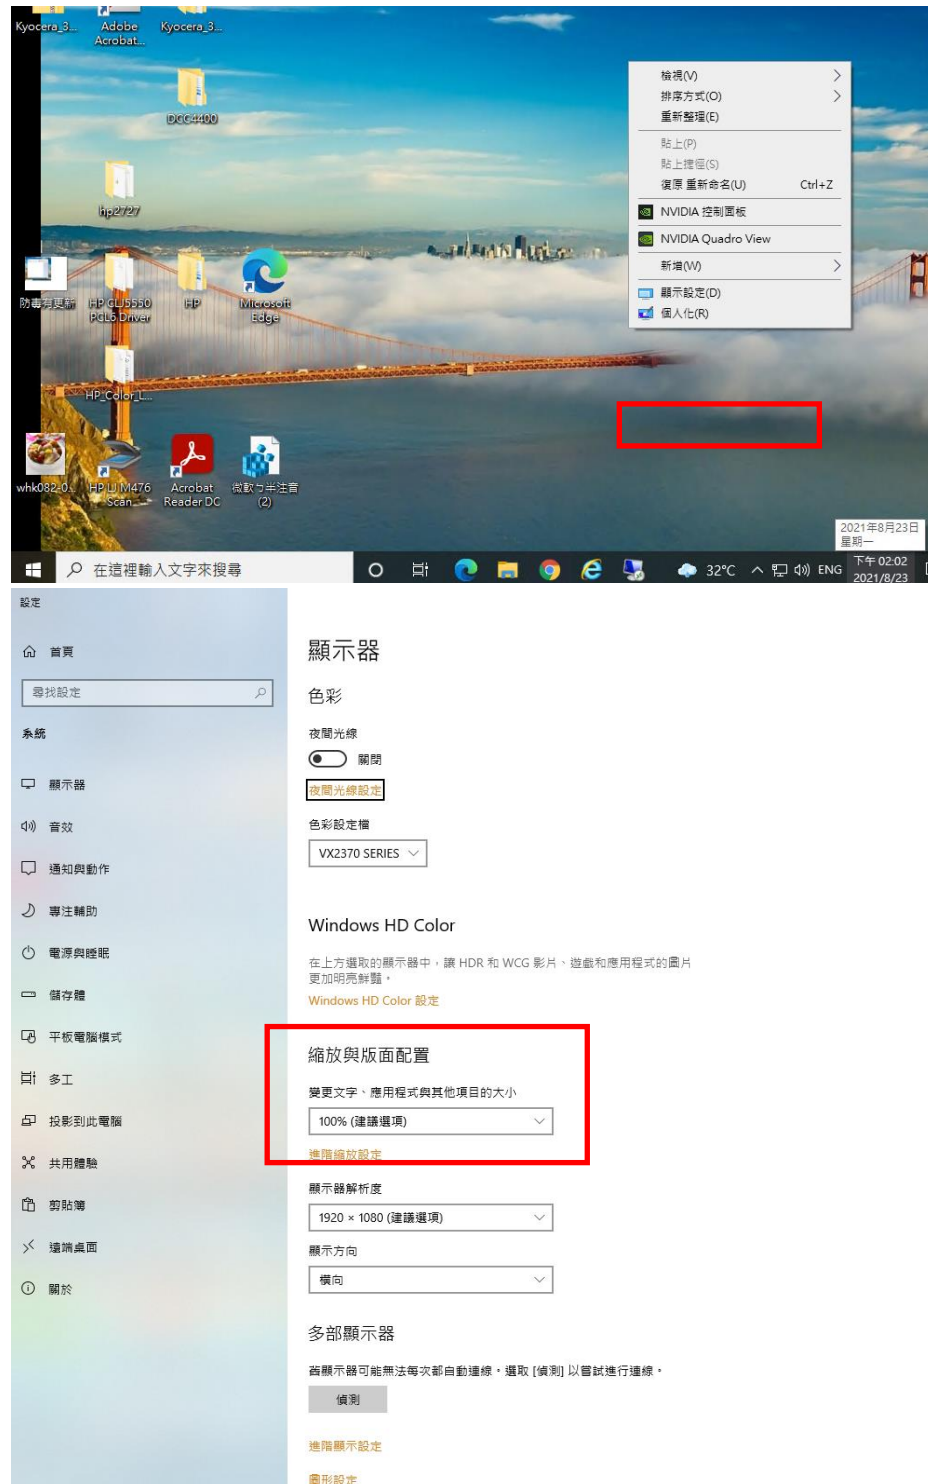 Kyocera_3...
Adobe
Acrobat...
Kyocera_3...
DCC4400
hp2727
防毒有更新
HP CLJ5550
PCL6 Driver
HP
Microsoft
Edge
HP_Color_L...
whk082-0...
HP LJ M476
Scan
Acrobat
Reader DC
微軟ㄅ半注音
(2)
檢視(V)
排序方式(O)
重新整理(E)
貼上(P)
貼上捷徑(S)
復原 重新命名(U) Ctrl+Z
NVIDIA 控制面板
NVIDIA Quadro View
新增(W)
顯示設定(D)
個人化(R)
2021年8月23日
星期一
在這裡輸入文字來搜尋
32°C
ENG
下午 02:02
2021/8/23
設定
首頁
尋找設定
系統
顯示器
音效
通知與動作
專注輔助
電源與睡眠
儲存體
平板電腦模式
多工
投影到此電腦
共用體驗
剪貼簿
遠端桌面
關於
顯示器
色彩
夜間光線
關閉
夜間光線設定
色彩設定檔
VX2370 SERIES
Windows HD Color
在上方選取的顯示器中，讓 HDR 和 WCG 影片、遊戲和應用程式的圖片
更加明亮鮮豔。
Windows HD Color 設定
縮放與版面配置
變更文字、應用程式與其他項目的大小
100% (建議選項)
進階縮放設定
顯示器解析度
1920 × 1080 (建議選項)
顯示方向
橫向
多部顯示器
舊顯示器可能無法每次都自動連線。選取 [偵測] 以嘗試進行連線。
偵測
進階顯示設定
圖形設定